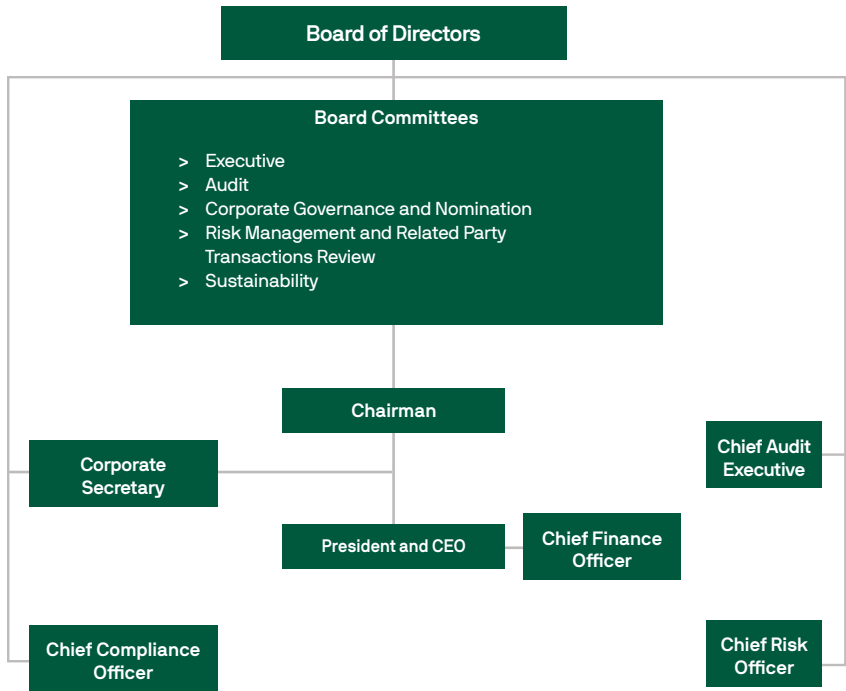 Board of Directors
Board Committees
> Executive
> Audit
> Corporate Governance and Nomination
> Risk Management and Related Party
Transactions Review
> Sustainability
Chairman
Corporate
Secretary
Chief Audit
Executive
President and CEO
Chief Finance
Officer
Chief Compliance
Officer
Chief Risk
Officer